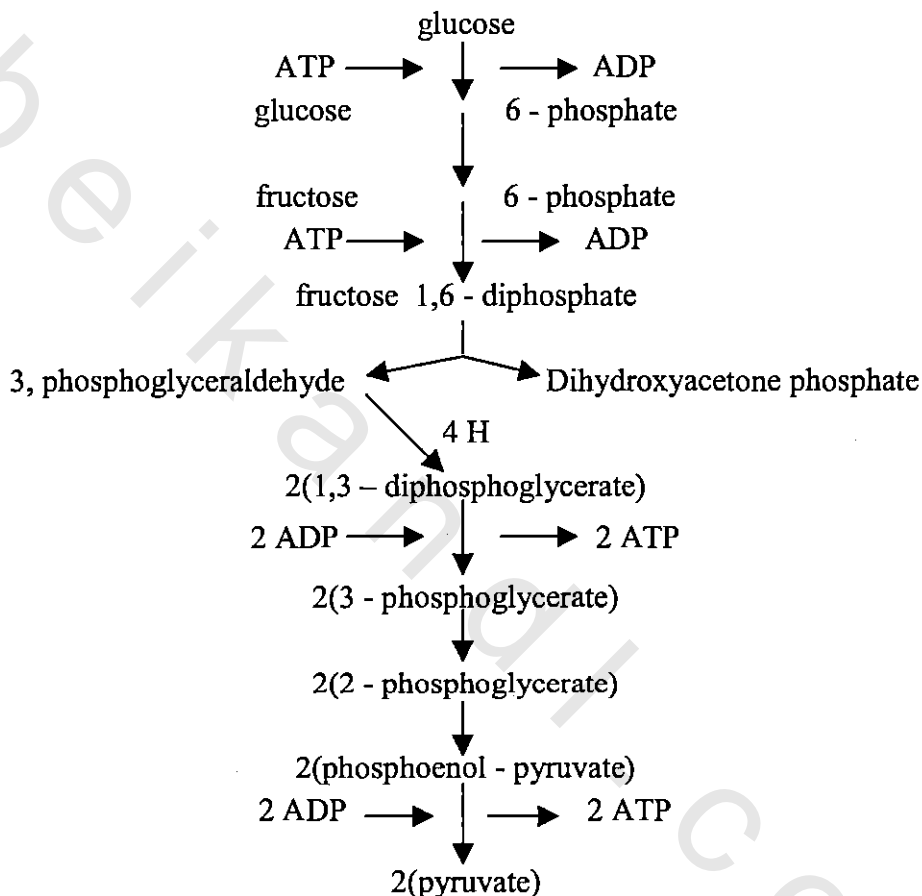 glucose
ATP ADP
glucose 6 - phosphate
fructose 6 - phosphate
ATP ADP
fructose 1,6 - diphosphate
3, phosphoglyceraldehyde Dihydroxyacetone phosphate
4 H
2(1,3 – diphosphoglycerate)
2 ADP 2 ATP
2(3 - phosphoglycerate)
2(2 - phosphoglycerate)
2(phosphoenol - pyruvate)
2 ADP 2 ATP
2(pyruvate)
beikandl.co